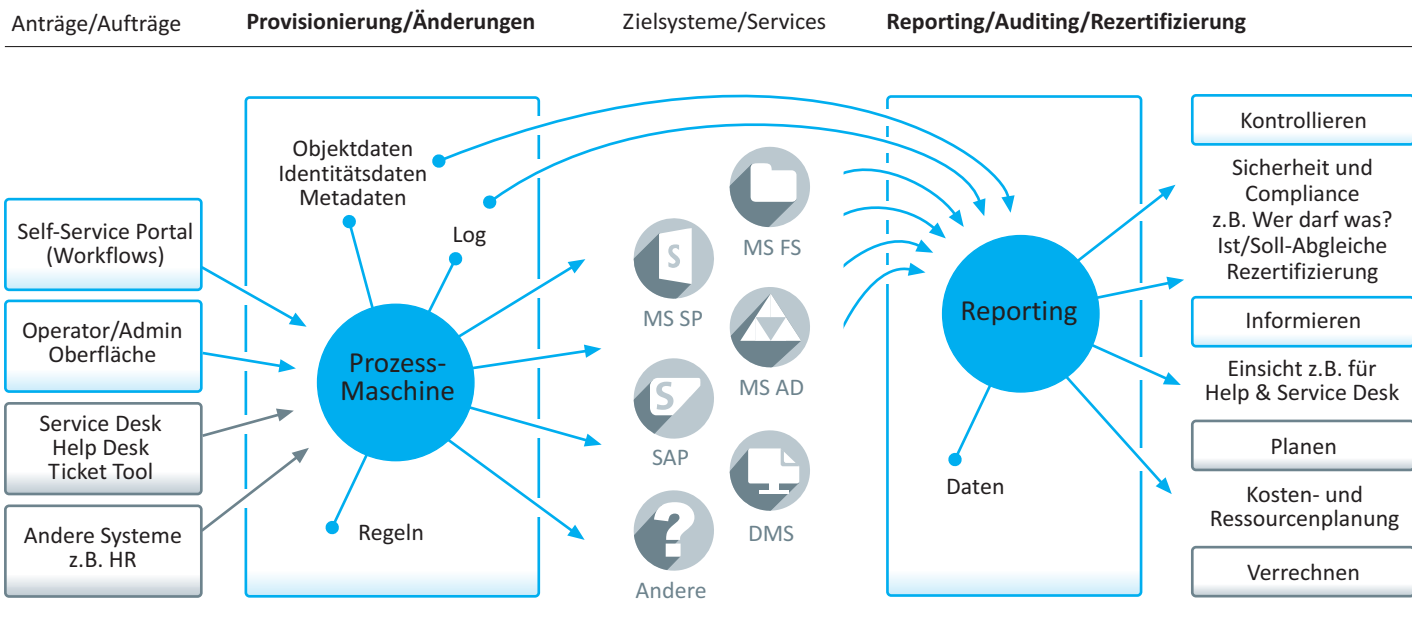 Anträge/Aufträge
Provisionierung/Änderungen
Zielsysteme/Services
Reporting/Auditing/Rezertifizierung
Self-Service Portal
(Workflows)
Operator/Admin
Oberfläche
Service Desk
Help Desk
Ticket Tool
Andere Systeme
z.B. HR
Objektdaten
Identitätsdaten
Metadaten
Log
Prozess-
Maschine
Regeln
MS FS
S
MS SP
MS AD
S
SAP
DMS
?
Andere
Reporting
Daten
Kontrollieren
Sicherheit und
Compliance
z.B. Wer darf was?
Ist/Soll-Abgleiche
Rezertifizierung
Informieren
Einsicht z.B. für
Help & Service Desk
Planen
Kosten- und
Ressourcenplanung
Verrechnen